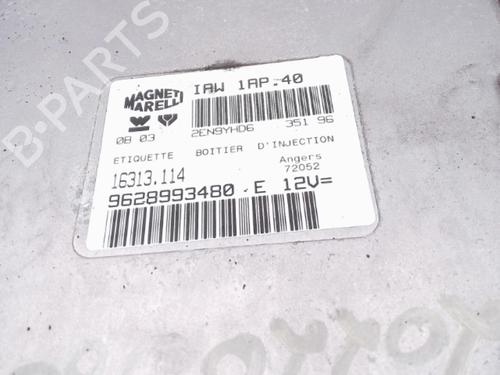 B-PARTS
MAGNETI MARELLI
IAW 1AP.40
08 03
2EN9YHD6 351 96
ETIQUETTE BOITIER D'INJECTION
16313.114
Angers
72052
9628993480 E 12V=